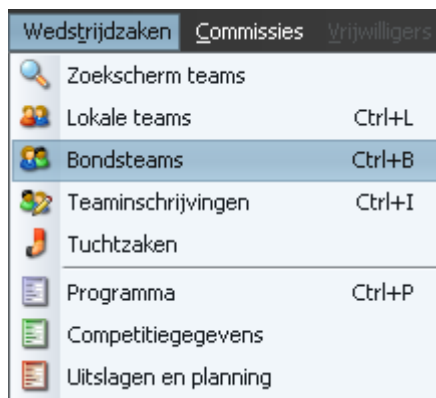 Wedstrijdzaken Commissies Vrijwilligers
Zoekscherm teams
Lokale teams Ctrl+L
Bondsteams Ctrl+B
Teaminschrijvingen Ctrl+I
Tuchtzaken
Programma Ctrl+P
Competitiegegevens
Uitslagen en planning